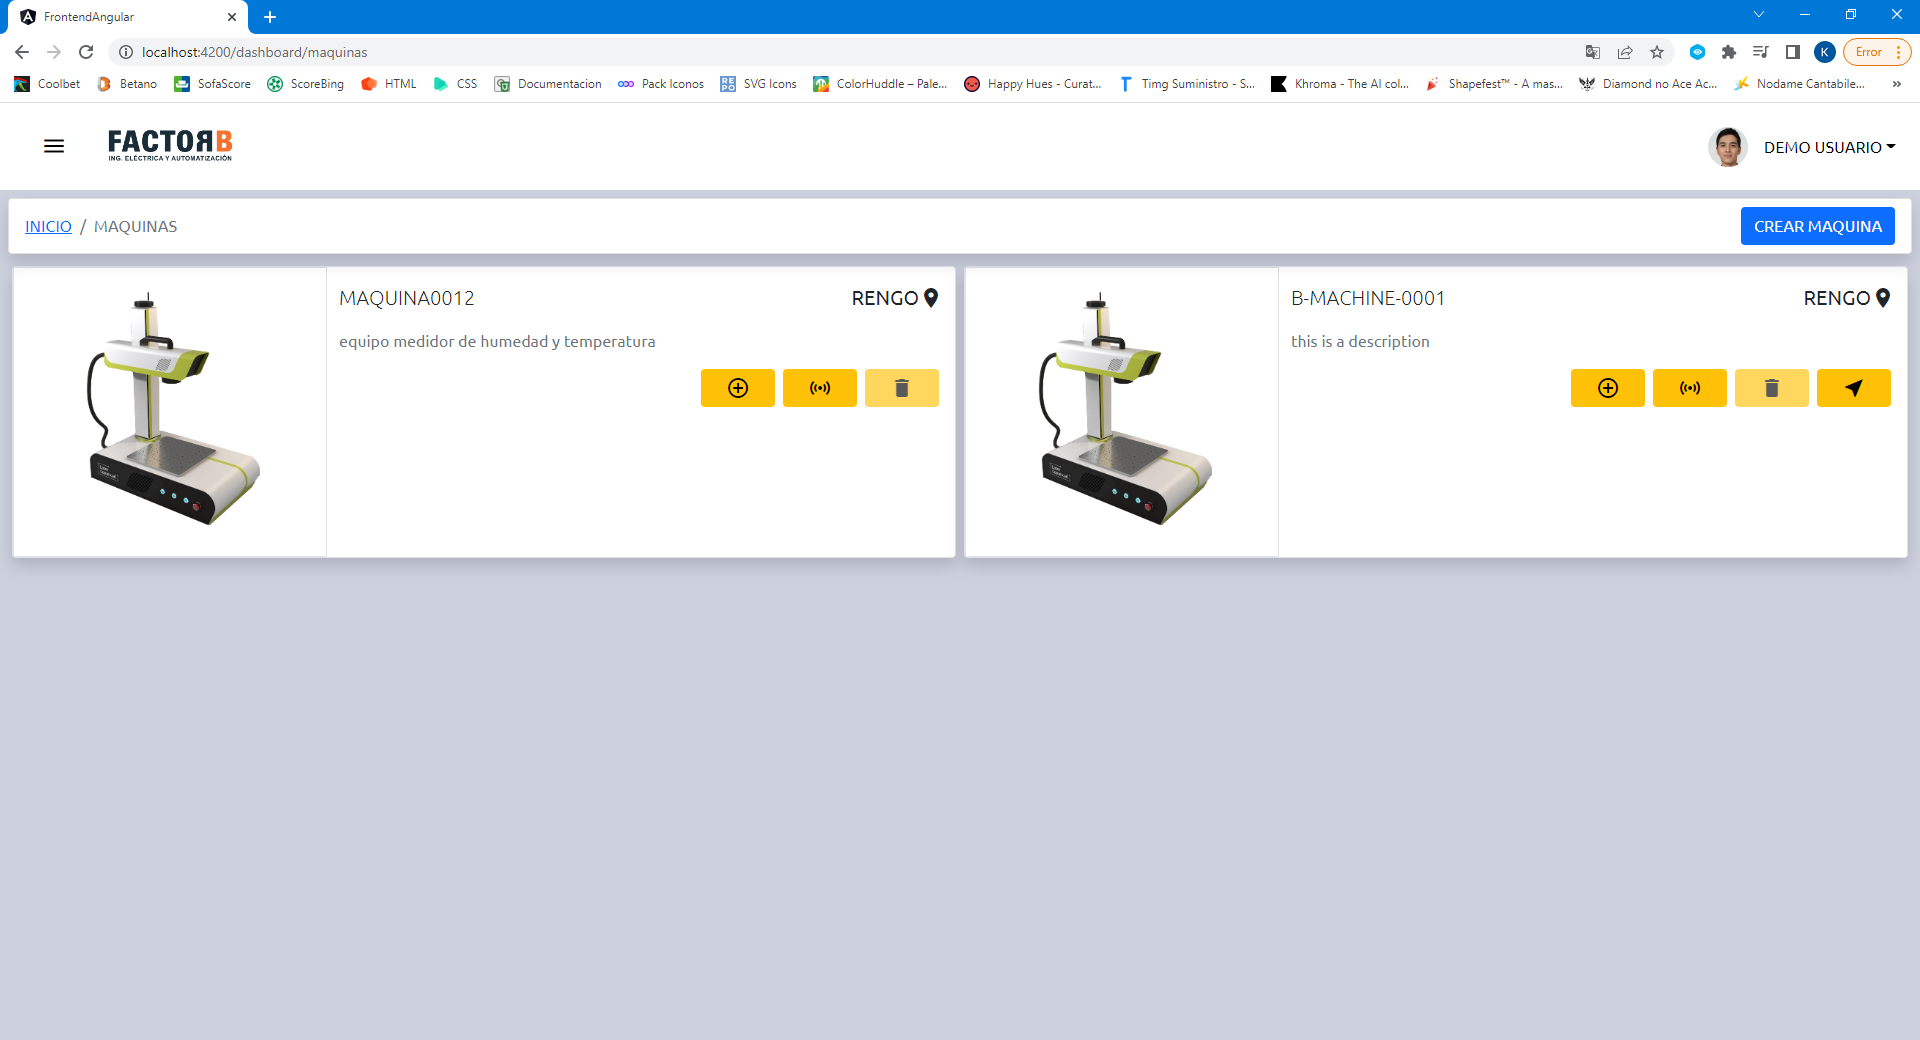 FrontendAngular
localhost:4200/dashboard/maquinas
K
Error
Coolbet
Betano
SofaScore
ScoreBing
HTML
CSS
Documentacion
Pack Iconos
SVG Icons
ColorHuddle – Pale...
Happy Hues - Curat...
Timg Suministro - S...
Khroma - The AI col...
Shapefest™ - A mas...
Diamond no Ace Ac...
Nodame Cantabile...
»
FACTORB
ING. ELÉCTRICA Y AUTOMATIZACIÓN
DEMO USUARIO
INICIO / MAQUINAS
CREAR MAQUINA
MAQUINA0012
RENGO
equipo medidor de humedad y temperatura
B-MACHINE-0001
RENGO
this is a description